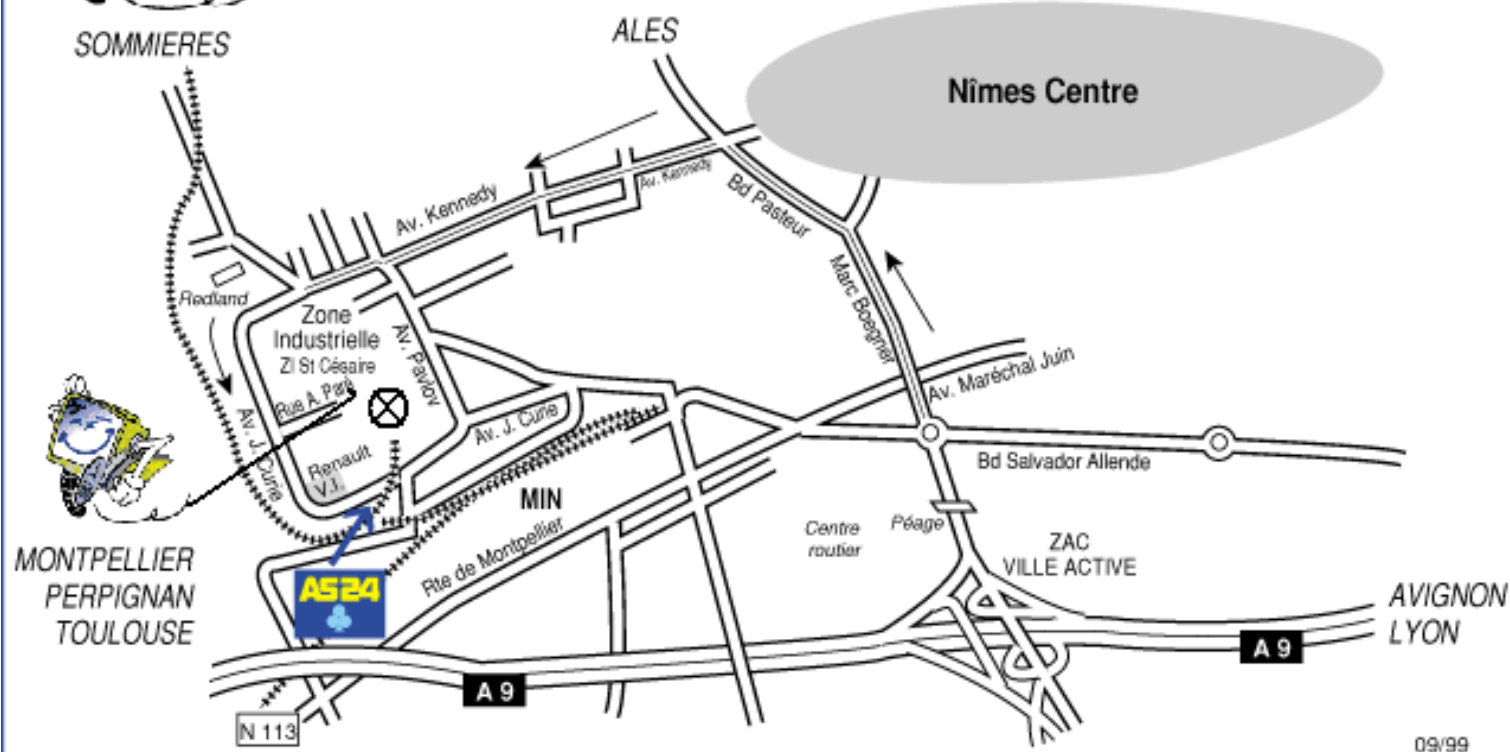 SOMMIERES
ALES
Nîmes Centre
Av. Kennedy
Av. Kennedy
Bd Pasteur
Marc Boegner
Redland
Zone
Industrielle
ZI St Césaire
Rue A. Paré
Av. Pavlov
Av. J. Curie
Av. J. Curie
Renault
V.I.
MIN
Rte de Montpellier
Av. Maréchal Juin
Bd Salvador Allende
Centre
routier
Péage
ZAC
VILLE ACTIVE
MONTPELLIER
PERPIGNAN
TOULOUSE
AS24
AVIGNON
LYON
A 9
A 9
N 113
09/99